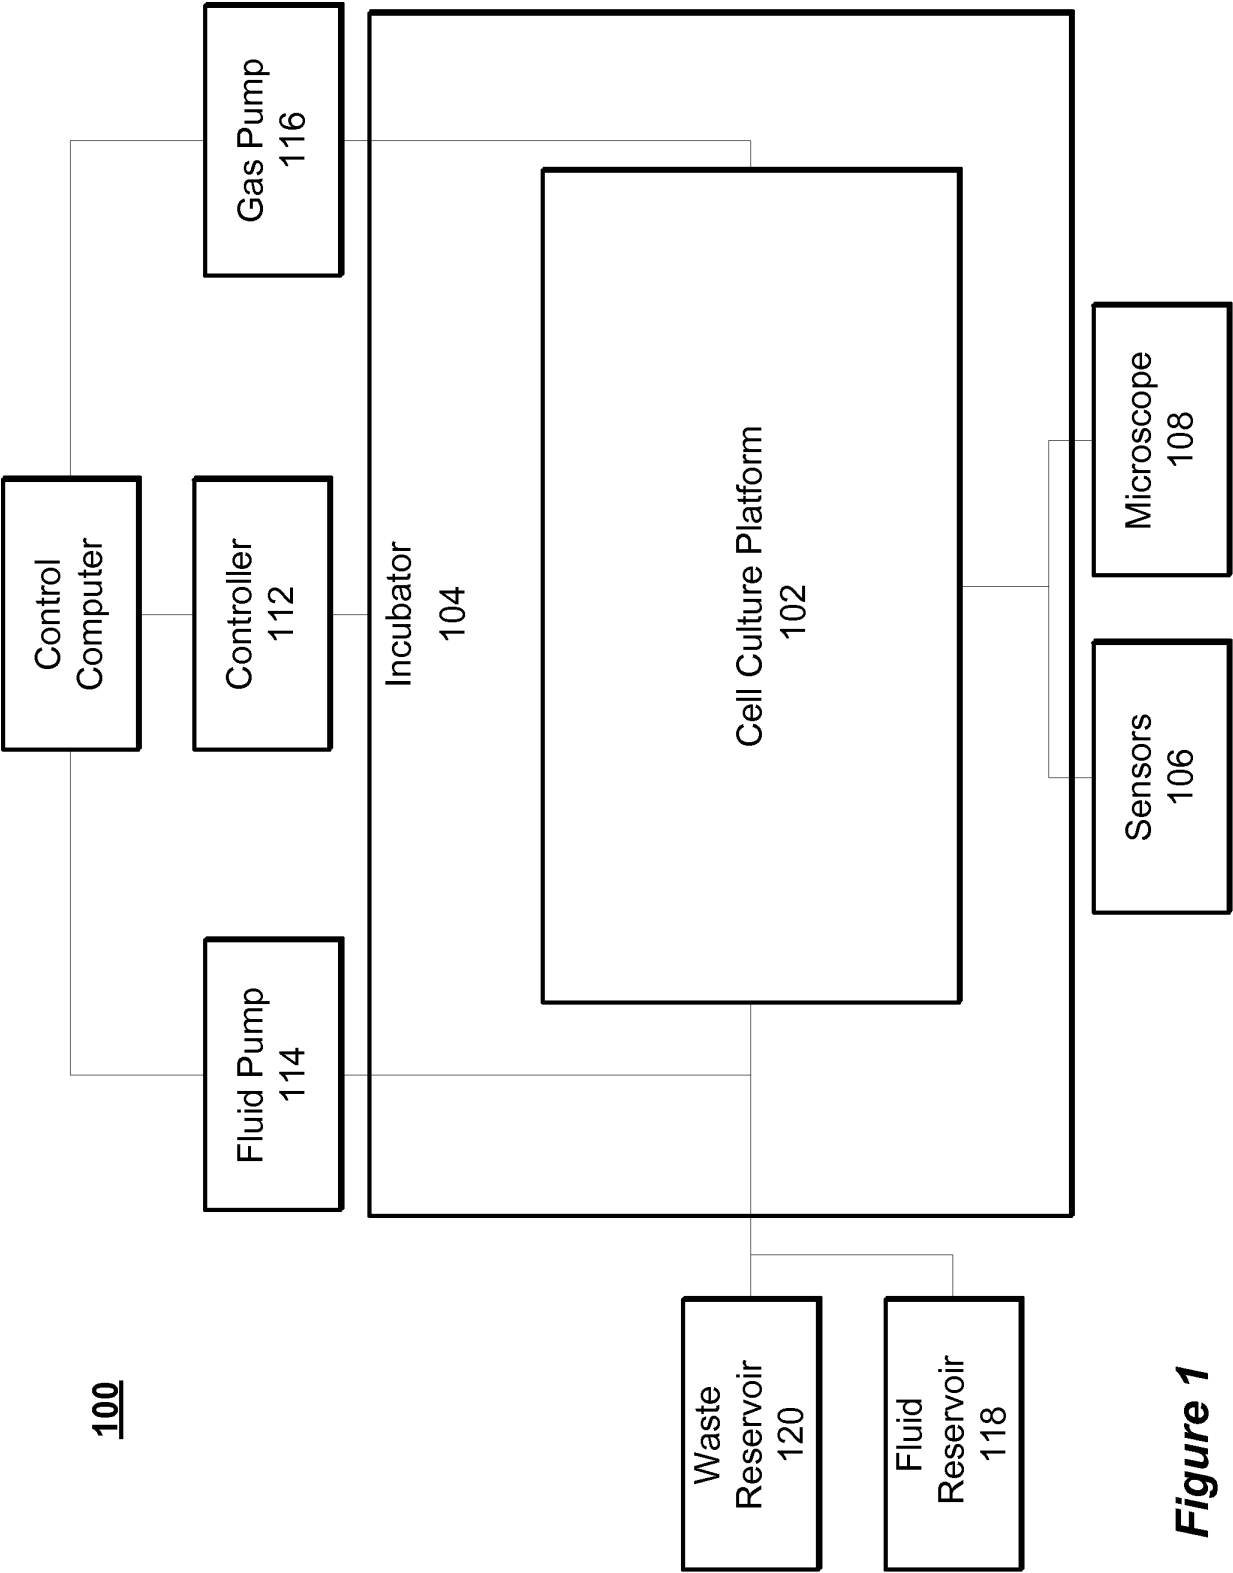 100
Control
Computer
Fluid Pump
114
Controller
112
Gas Pump
116
Incubator
104
Waste
Reservoir
120
Cell Culture Platform
102
Fluid
Reservoir
118
Sensors
106
Microscope
108
Figure 1